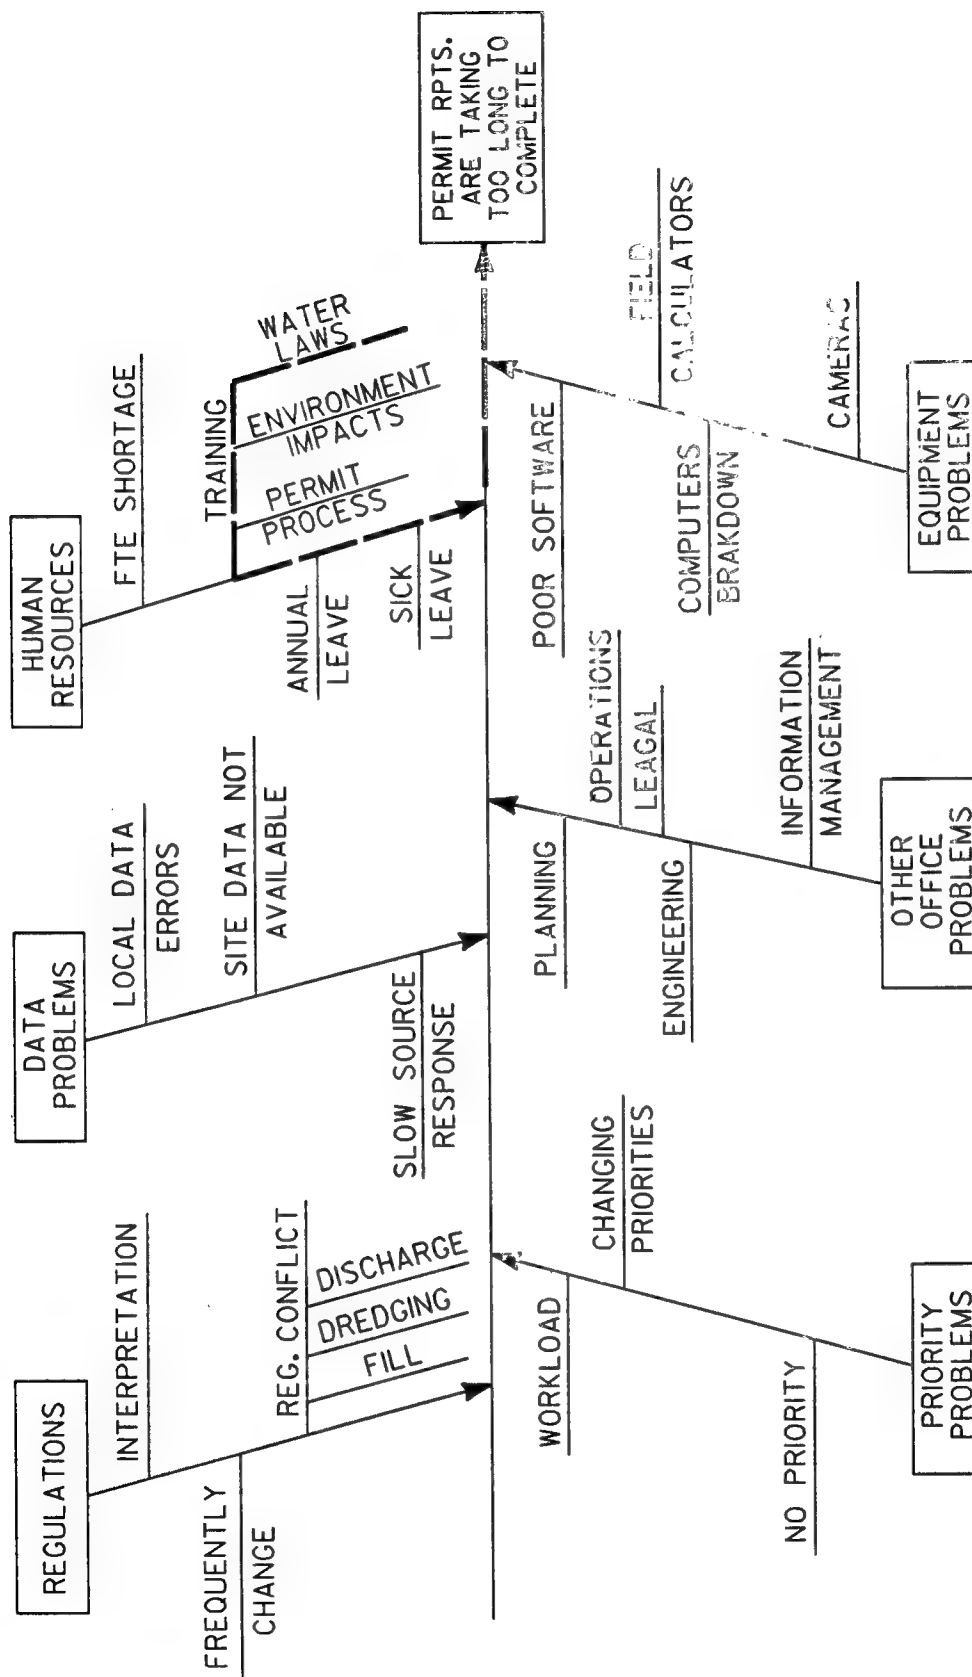 REGULATIONS
INTERPRETATION
FREQUENTLY
CHANGE
REG. CONFLICT
FILL
DREDGING
DISCHARGE
DATA
PROBLEMS
LOCAL DATA
ERRORS
SITE DATA NOT
AVAILABLE
SLOW SOURCE
RESPONSE
HUMAN
RESOURCES
FTE SHORTAGE
TRAINING
PERMIT
PROCESS
ENVIRONMENT
IMPACTS
WATER
LAWS
ANNUAL
LEAVE
SICK
LEAVE
PERMIT RPTS.
ARE TAKING
TOO LONG TO
COMPLETE
WORKLOAD
CHANGING
PRIORITIES
NO PRIORITY
PRIORITY
PROBLEMS
PLANNING
OPERATIONS
LEAGAL
ENGINEERING
INFORMATION
MANAGEMENT
OTHER
OFFICE
PROBLEMS
POOR SOFTWARE
FIELD
CALCULATORS
COMPUTERS
BRAKDOWN
CAMERAS
EQUIPMENT
PROBLEMS